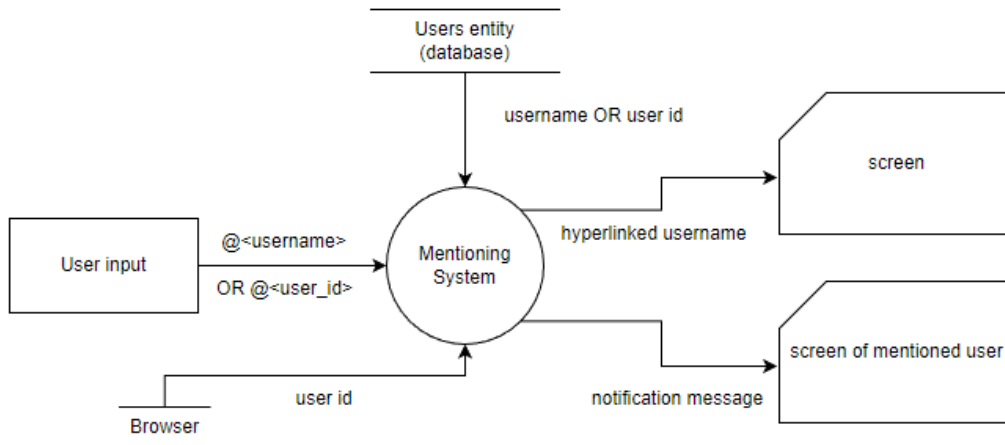 Users entity
(database)
username OR user id
screen
hyperlinked username
@<username>
User input
OR @<user_id>
Mentioning
System
screen of mentioned user
user id
notification message
Browser